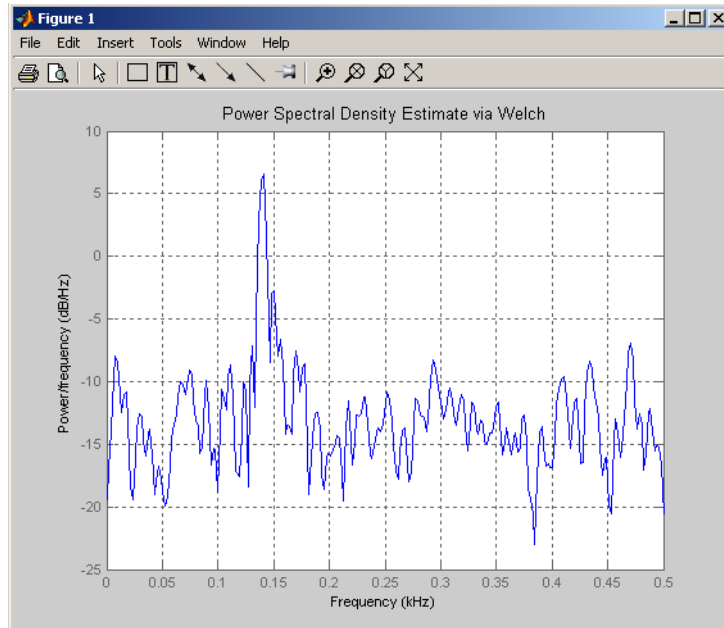 Figure 1
File Edit Insert Tools Window Help
T
Power Spectral Density Estimate via Welch
Power/frequency (dB/Hz)
10
5
0
-5
-10
-15
-20
-25
0 0.05 0.1 0.15 0.2 0.25 0.3 0.35 0.4 0.45 0.5
Frequency (kHz)